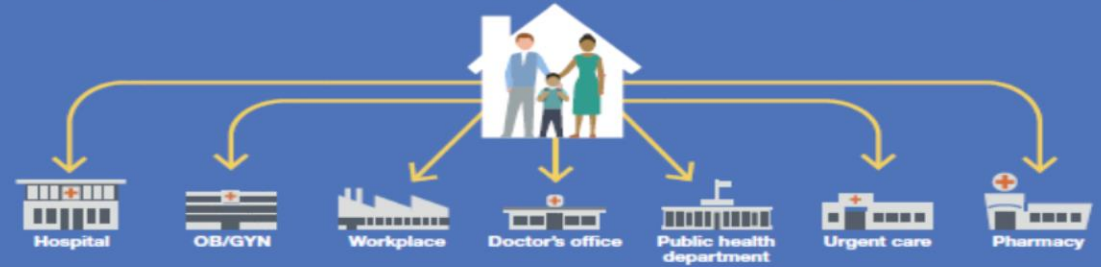 Hospital
OB/GYN
Workplace
Doctor's office
Public health
department
Urgent care
Pharmacy